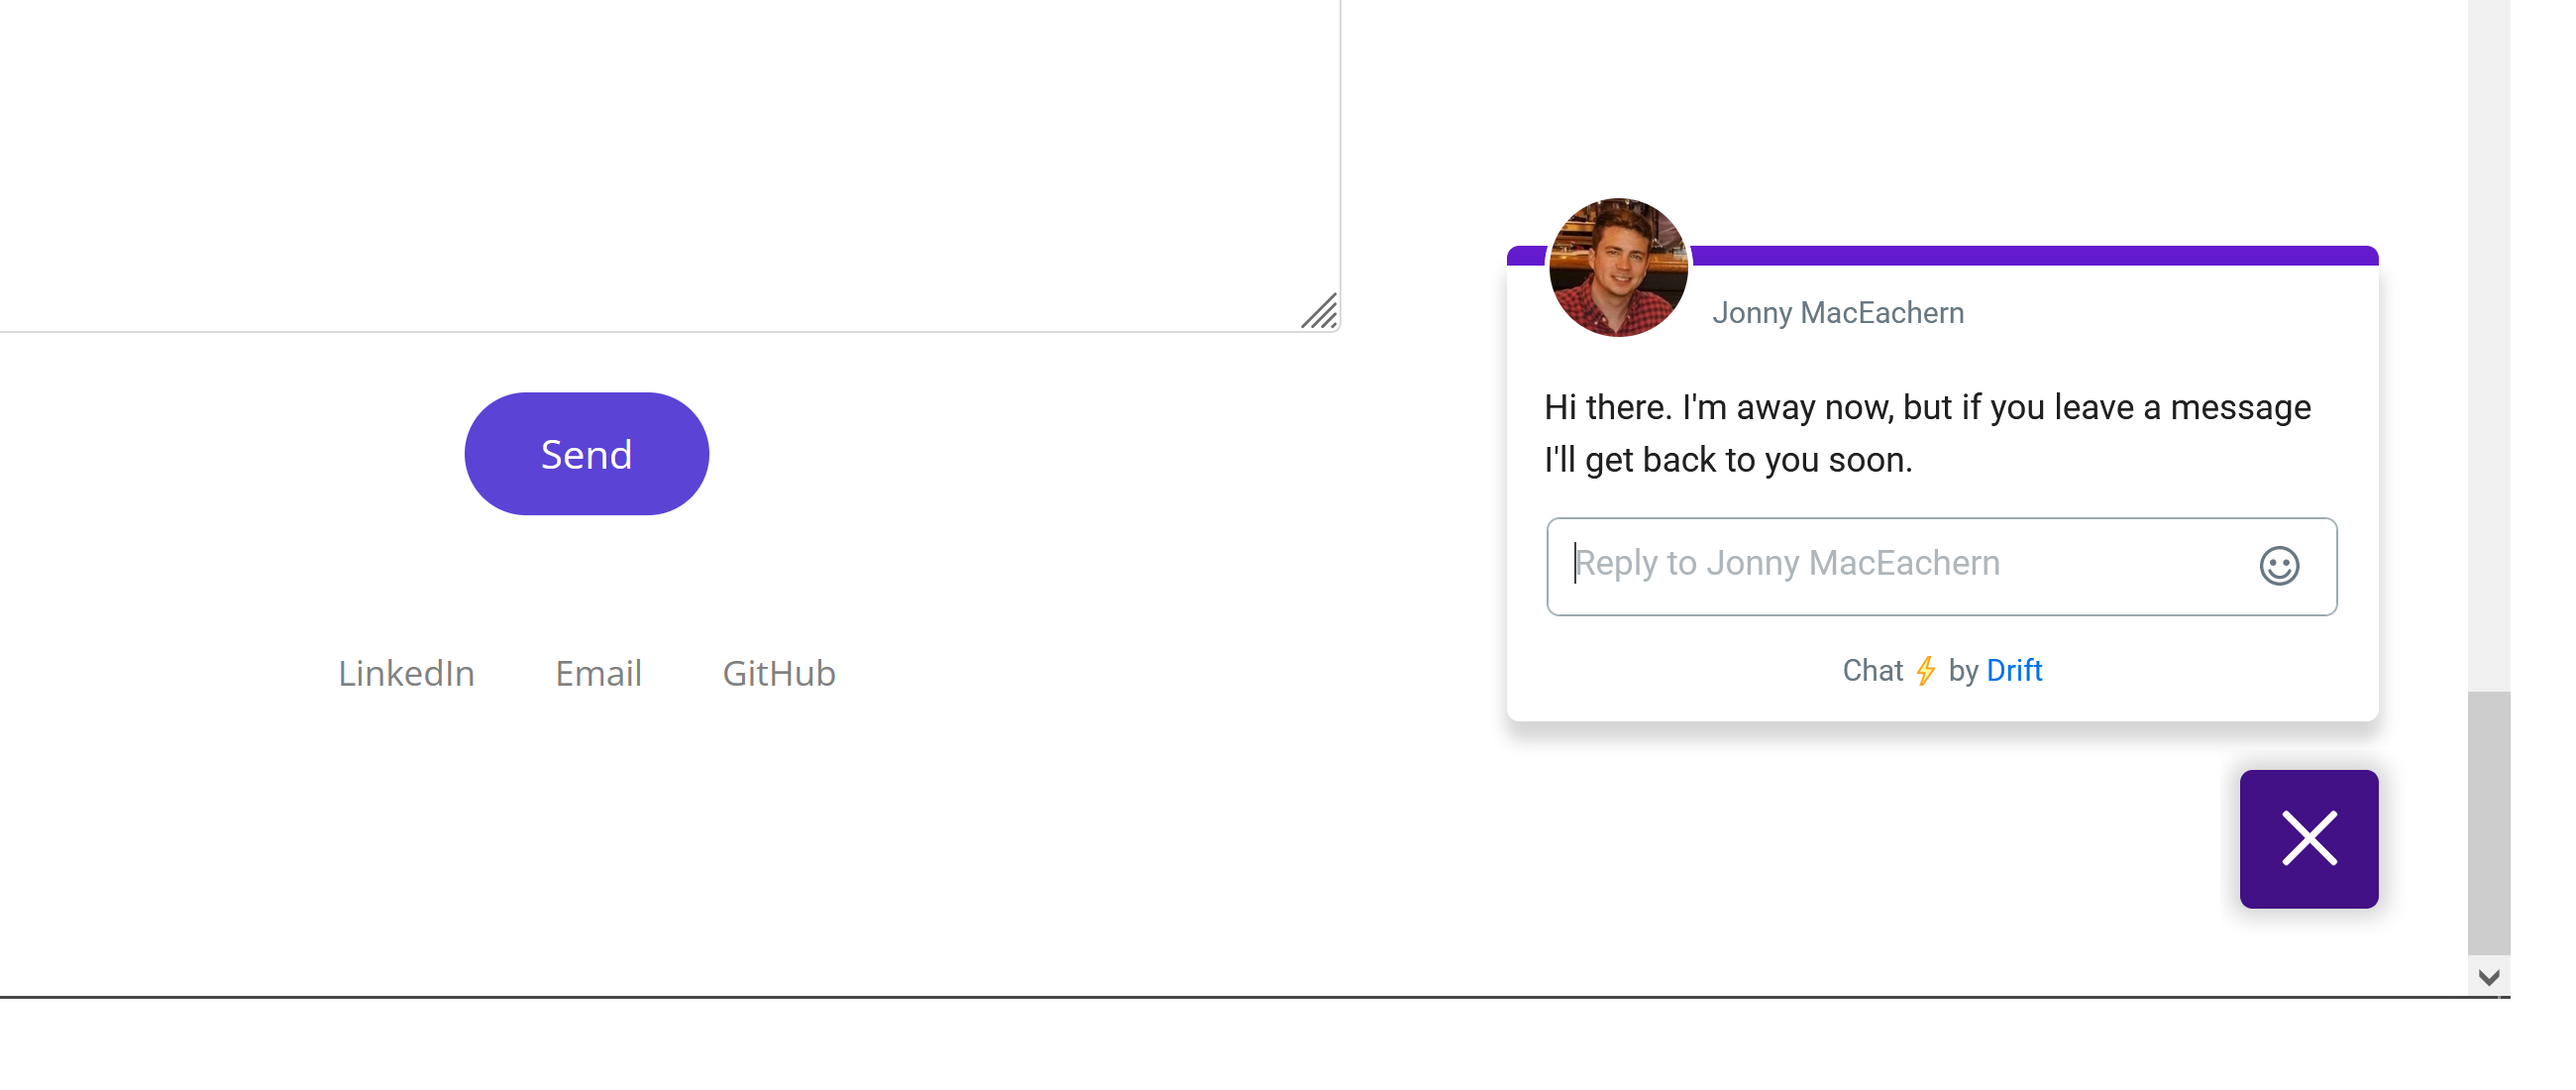 Jonny MacEachern
Hi there. I'm away now, but if you leave a message
I'll get back to you soon.
Send
Reply to Jonny MacEachern
LinkedIn Email GitHub
Chat ⚡ by Drift